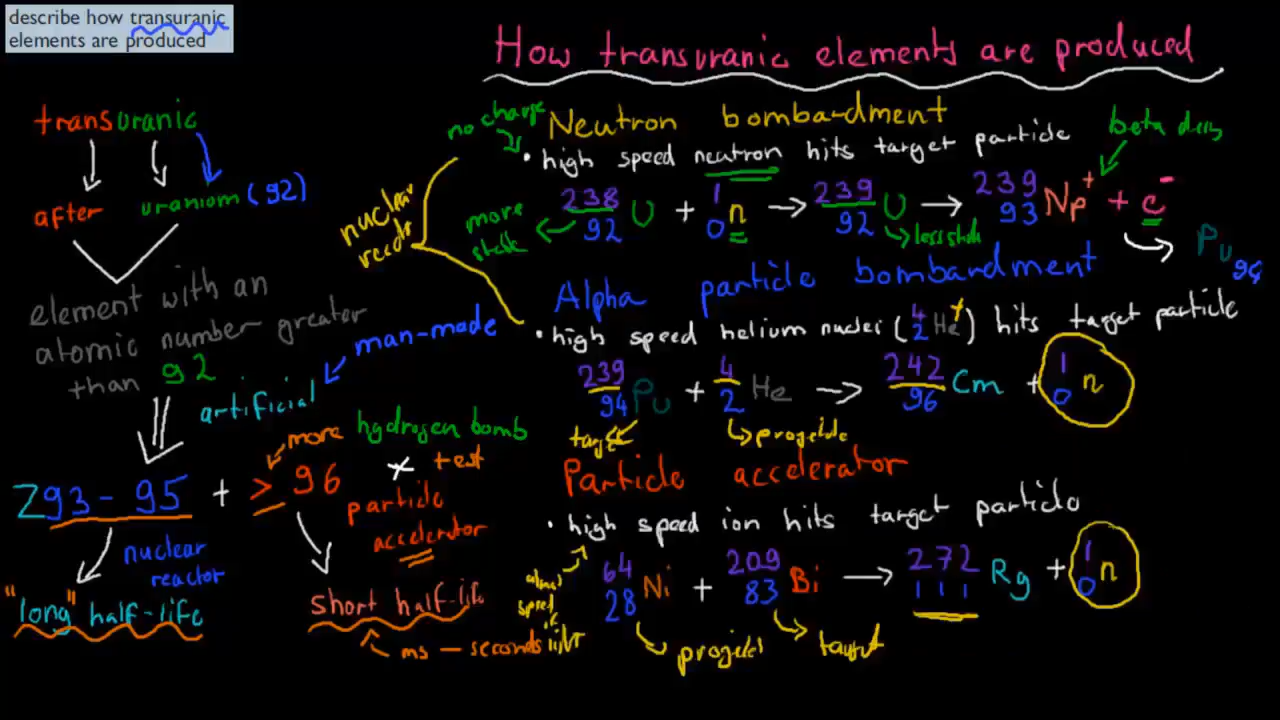 describe how transuranic
elements are produced
How transuranic elements are produced
transuranic
after uraniom (92)
element with an
atomic number greator
than 92
man-made
artificial
Z93 - 95 + > 96
more hydrogen bomb
test
particle
accelerator
nuclear
reactor
"long" half-life
short half-life
ms - seconds
no charge
nuclear
Neutron bombardment
• high speed neutron hits target particle
beta decay
238 92 U + 1 0 n → 239 92 U → 239 93 Np+ + e-
more
stable
less stable
Pu 94
Alpha particle bombardment
• high speed helium nuclei (4 2 He+) hits target particle
239 94 Pu + 4 2 He → 242 96 Cm + 1 0 n
target
Particle accelerator
• high speed ion hits target particle
64 28 Ni + 209 83 Bi → 272 111 Rg + 1 0 n